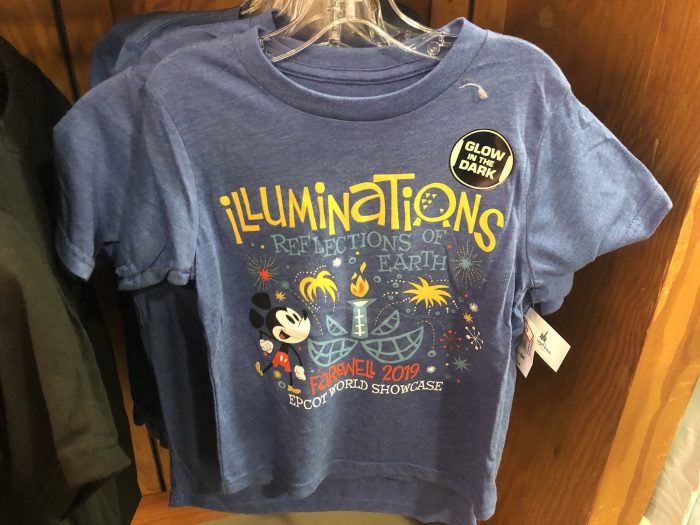 GLOW
IN THE
DARK
iLLUMiNATiONS
REFLECTIONS OF
EARTH
FAREWELL 2019
EPCOT WORLD SHOWCASE